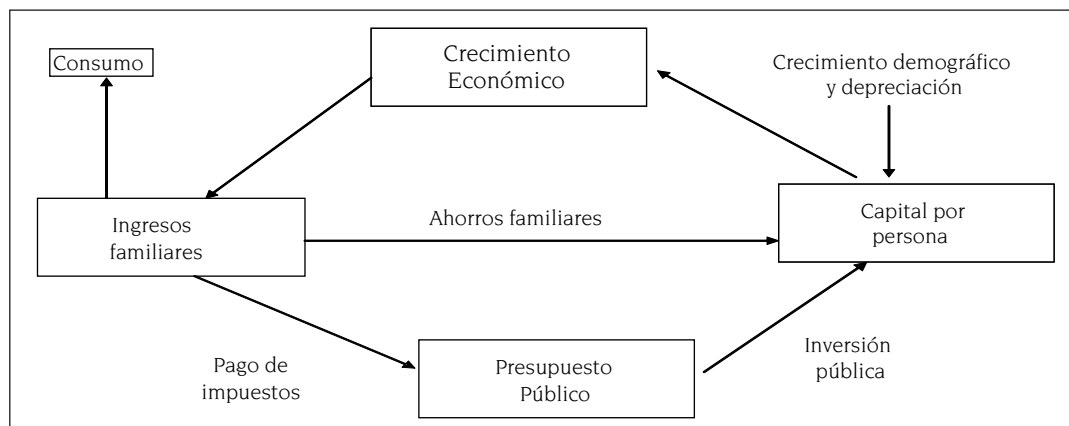 Consumo
Crecimiento
Económico
Crecimiento demográfico
y depreciación
Ingresos
familiares
Ahorros familiares
Capital por
persona
Pago de
impuestos
Presupuesto
Público
Inversión
pública